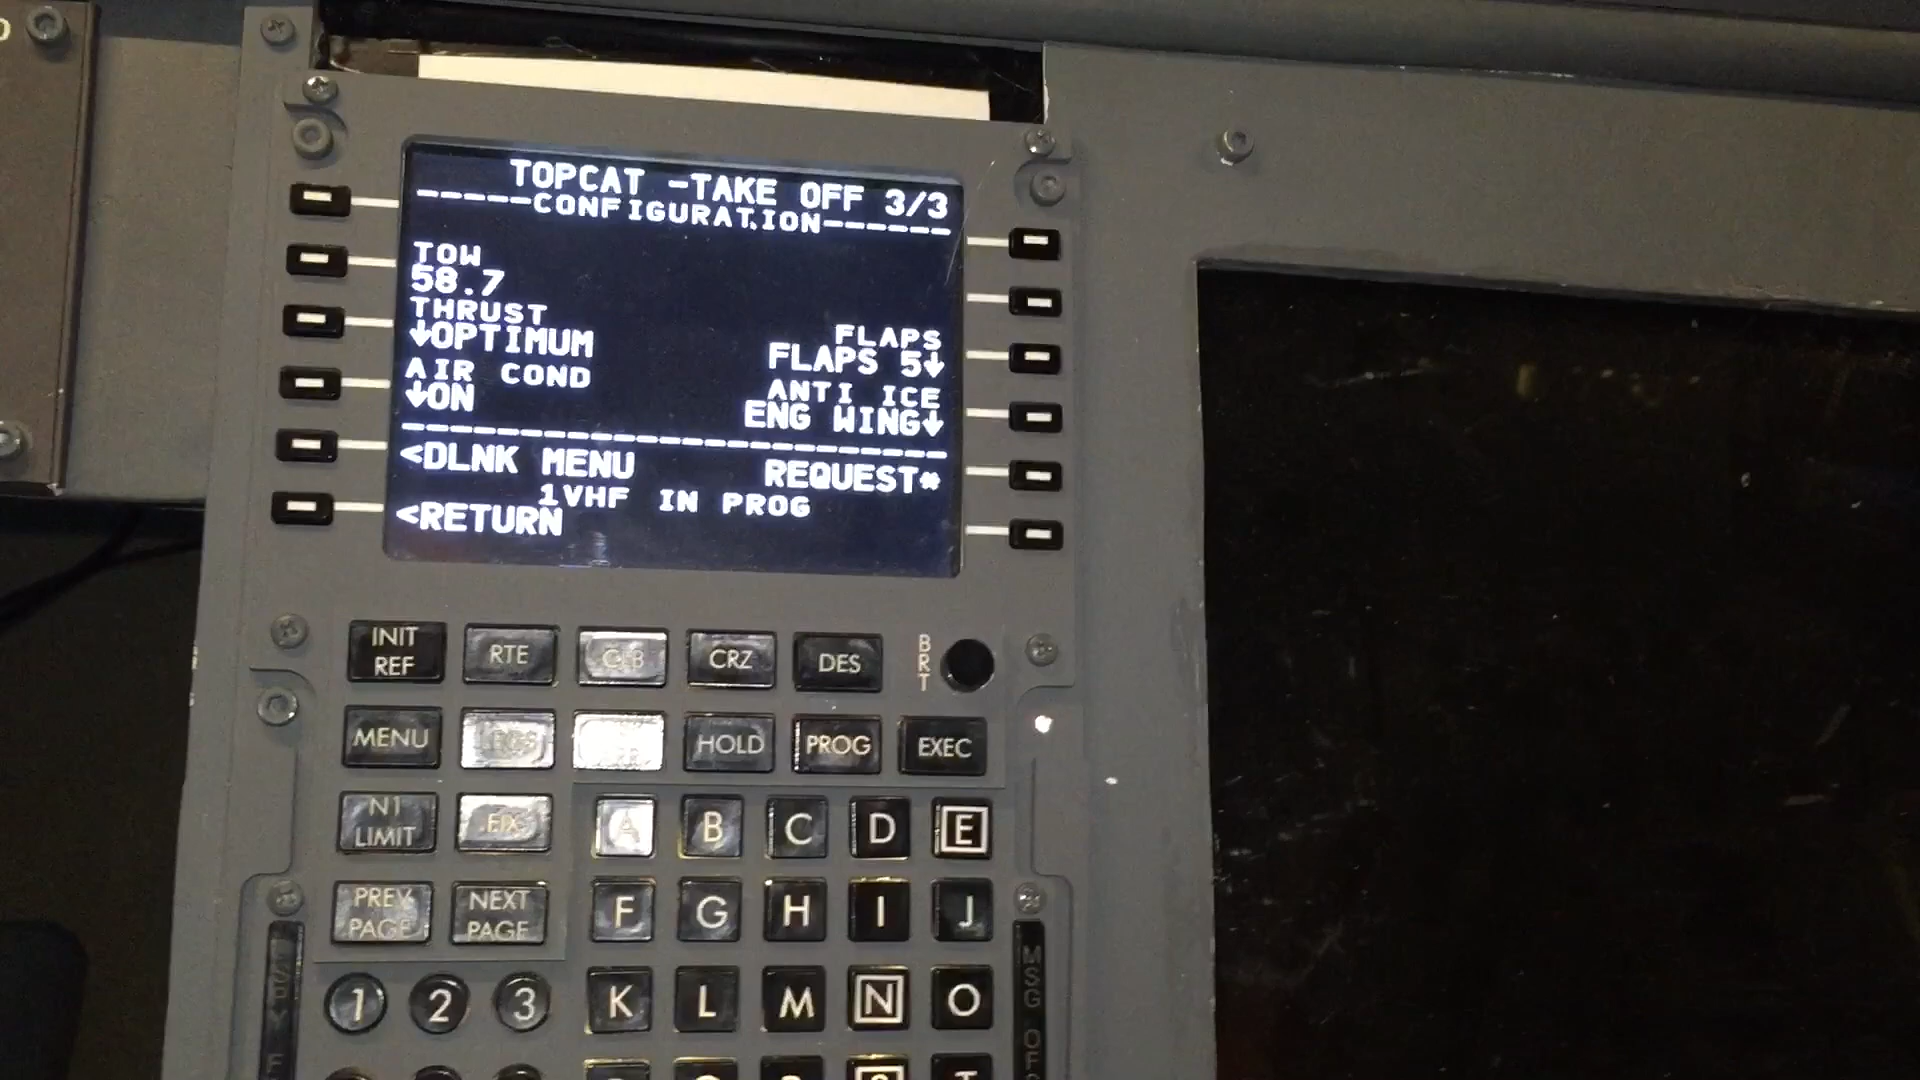 TOPCAT -TAKE OFF 3/3
-----CONFIGURATION------
TOW
58.7
THRUST
FLAPS
↓OPTIMUM
FLAPS 5↓
AIR COND
ANTI ICE
↓ON
ENG WING↓
------------------------
<DLNK MENU
REQUEST*
1VHF IN PROG
<RETURN
INIT REF
RTE
CLB
CRZ
DES
BRT
MENU
LEGS
HOLD
PROG
EXEC
N1 LIMIT
FIX
A B C D E
PREV PAGE
NEXT PAGE
F G H I J
1 2 3
K L M N O
MSG